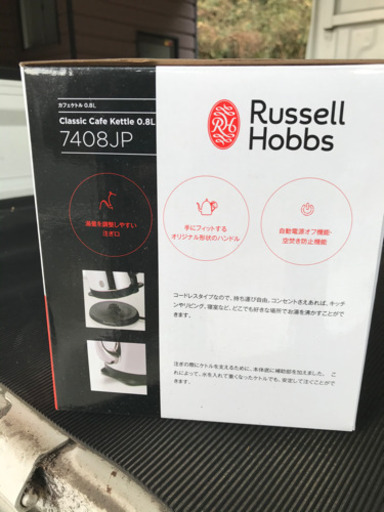 カフェケトル 0.8L
Classic Cafe Kettle 0.8L
7408JP
RH
Russell
Hobbs
湯量を調整しやすい
注ぎ口
手にフィットする
オリジナル形状のハンドル
自動電源オフ機能・
空焚き防止機能
コードレスタイプなので、持ち運び自由。コンセントさえあれば、キッチ
ンやリビング、寝室など、どこでも好きな場所でお湯を沸かすことがで
きます。
注ぎの際にケトルを支えるために、本体底に補助部を加えました。こ
れによって、水を入れて重くなったケトルでも、安定して注ぐことがで
きます。